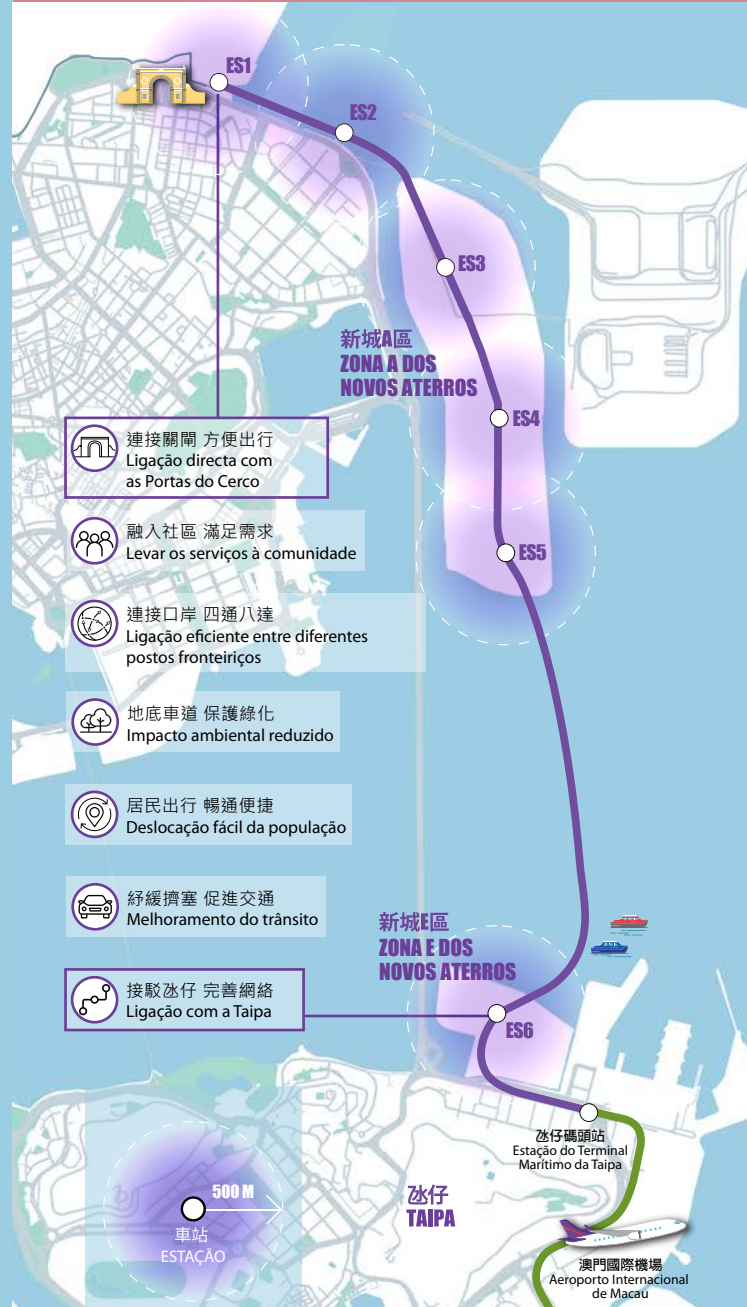 ES1
ES2
ES3
新城A區
ZONA A DOS
NOVOS ATERROS
ES4
連接關閘 方便出行
Ligação directa com
as Portas do Cerco
融入社區 滿足需求
Levar os serviços à comunidade
ES5
連接口岸 四通八達
Ligação eficiente entre diferentes
postos fronteiriços
地底車道 保護綠化
Impacto ambiental reduzido
居民出行 暢通便捷
Deslocação fácil da população
紓緩擠塞 促進交通
Melhoramento do trânsito
新城E區
ZONA E DOS
NOVOS ATERROS
接駁氹仔 完善網絡
Ligação com a Taipa
ES6
氹仔碼頭站
Estação do Terminal
Marítimo da Taipa
500 M
車站
ESTAÇÃO
氹仔
TAIPA
澳門國際機場
Aeroporto Internacional
de Macau